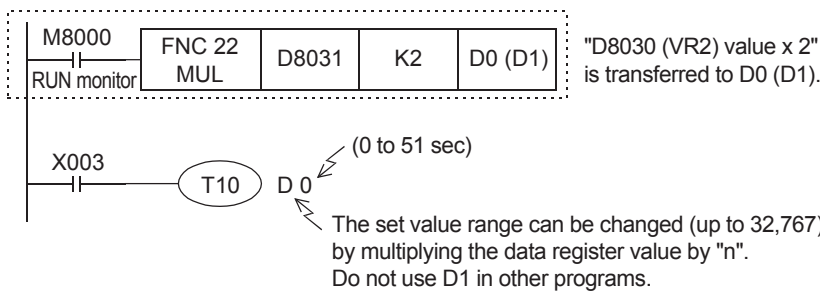 M8000
RUN monitor
FNC 22
MUL
D8031
K2
D0 (D1)
"D8030 (VR2) value x 2"
is transferred to D0 (D1).
X003
T10
D 0
(0 to 51 sec)
The set value range can be changed (up to 32,767)
by multiplying the data register value by "n".
Do not use D1 in other programs.